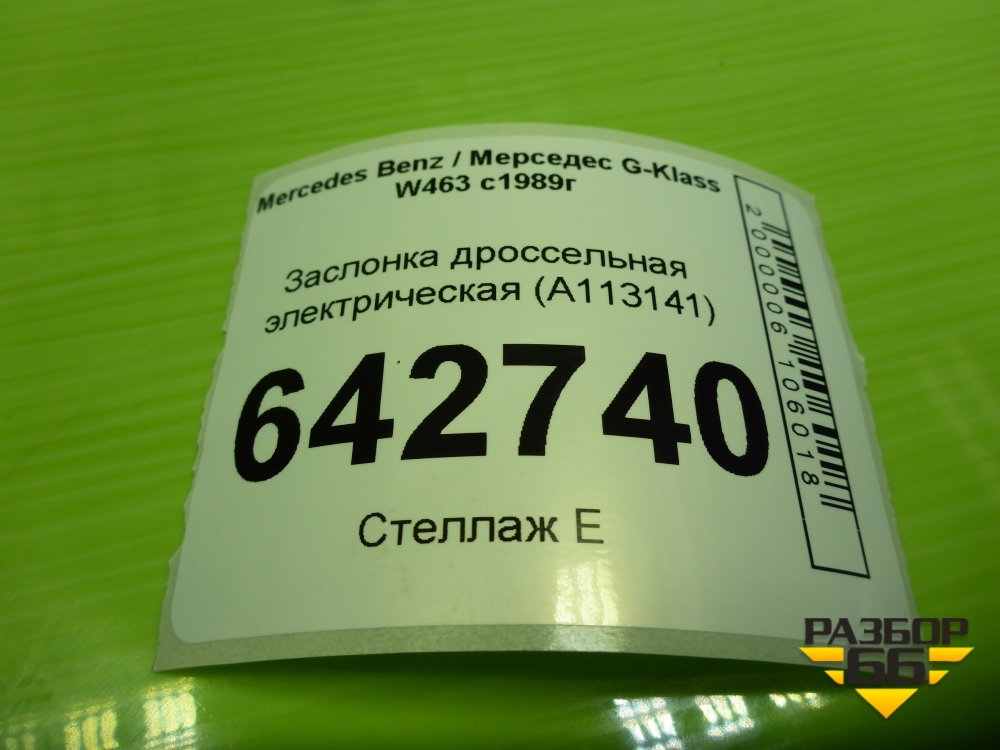 Mercedes Benz / Мерседес G-Klass
W463 с1989г
Заслонка дроссельная
электрическая (A113141)
642740
Стеллаж Е
2000006106018
РАЗБОР
66